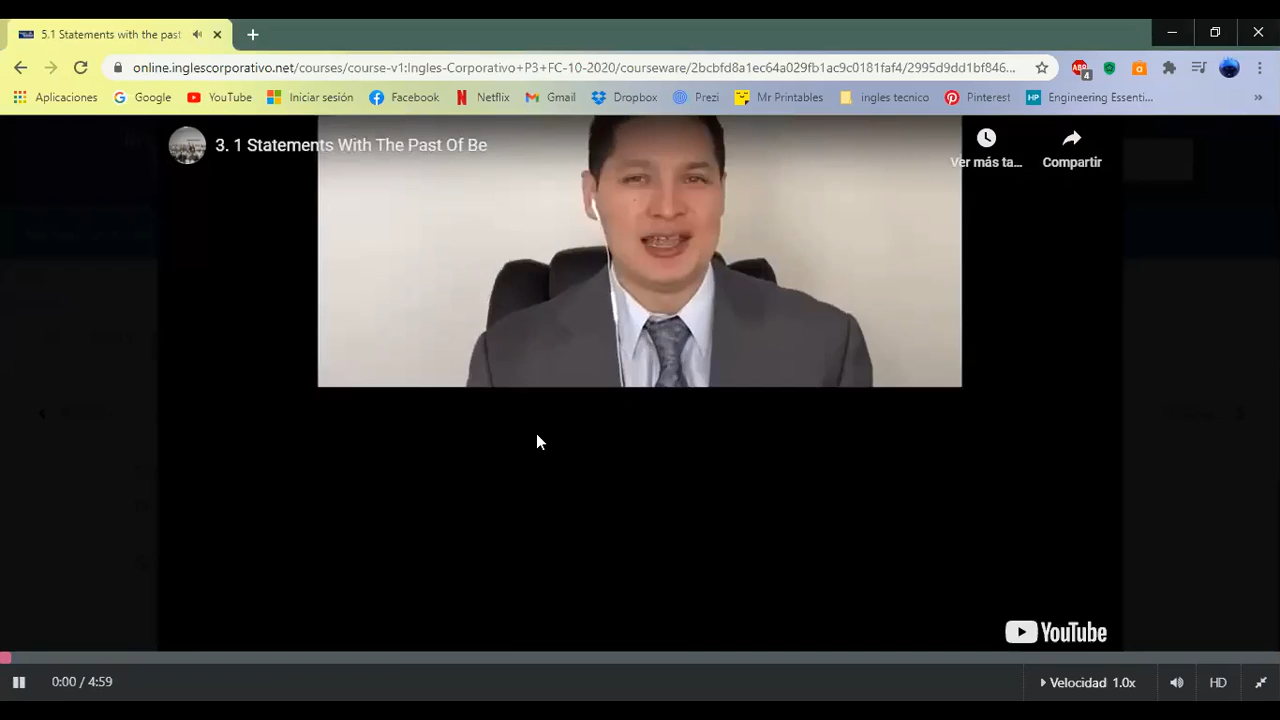 5.1 Statements with the past
online.inglescorporativo.net/courses/course-v1:Ingles-Corporativo+P3+FC-10-2020/courseware/2bcbfd8a1ec64a029fb1ac9c0181faf4/2995d9dd1bf846...
Aplicaciones Google YouTube Iniciar sesión Facebook Netflix Gmail Dropbox Prezi Mr Printables ingles tecnico Pinterest HP Engineering Essenti... »
3. 1 Statements With The Past Of Be
Ver más ta... Compartir
YouTube
0:00 / 4:59 Velocidad 1.0x HD